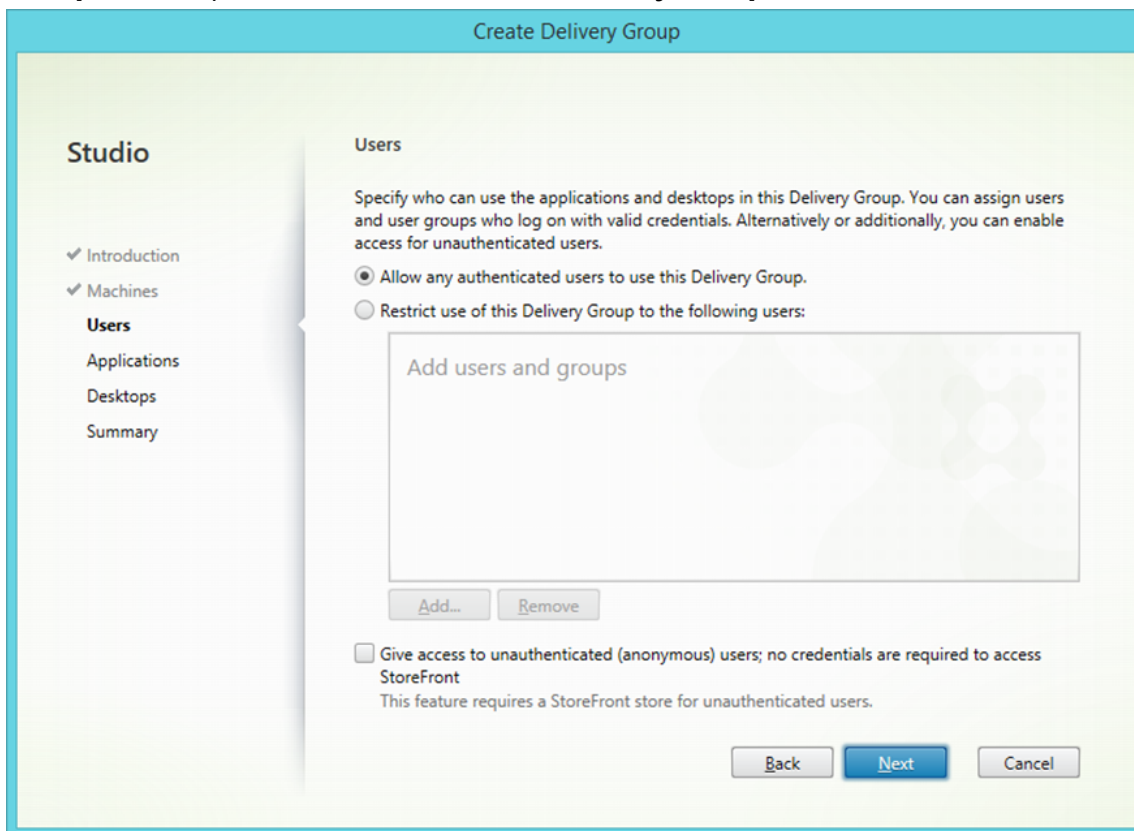 Create Delivery Group
Studio
✔ Introduction
✔ Machines
Users
Applications
Desktops
Summary
Users
Specify who can use the applications and desktops in this Delivery Group. You can assign users
and user groups who log on with valid credentials. Alternatively or additionally, you can enable
access for unauthenticated users.
Allow any authenticated users to use this Delivery Group.
Restrict use of this Delivery Group to the following users:
Add users and groups
Add...
Remove
Give access to unauthenticated (anonymous) users; no credentials are required to access
StoreFront
This feature requires a StoreFront store for unauthenticated users.
Back
Next
Cancel